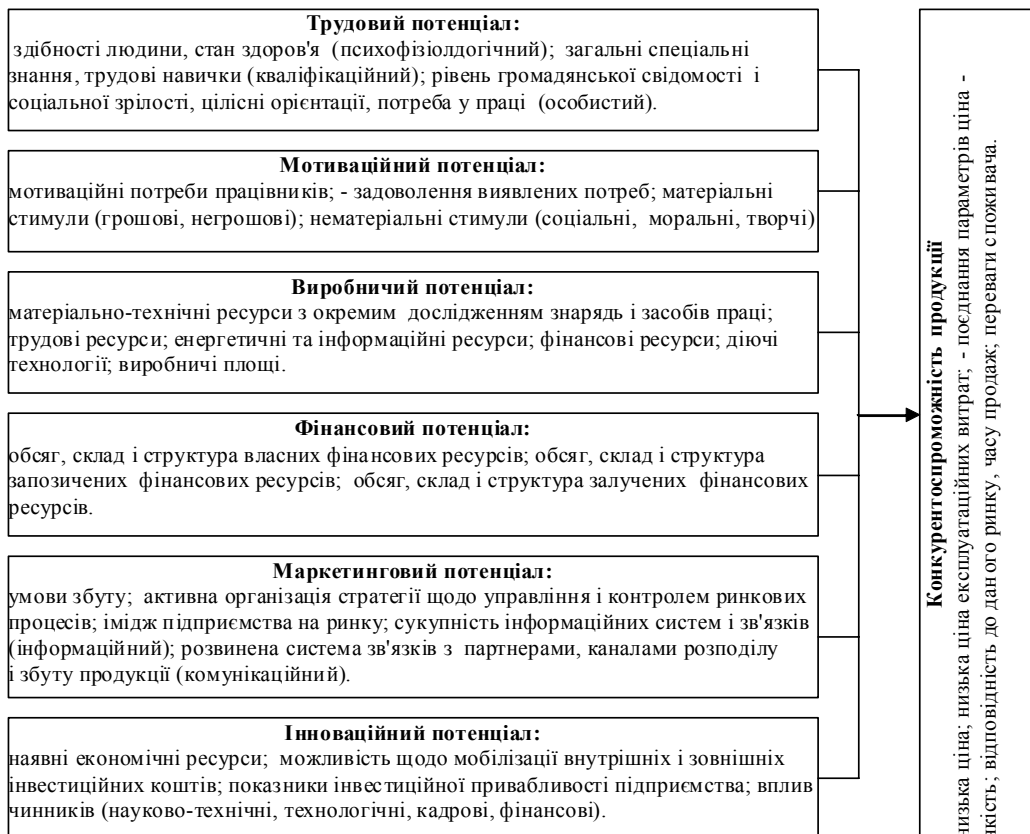 Трудовий потенціал:
здібності людини, стан здоров'я (психофізіолдогічний); загальні спеціальні
знання, трудові навички (кваліфікаційний); рівень громадянської свідомості і
соціальної зрілості, цілісні орієнтації, потреба у праці (особистий).
Мотиваційний потенціал:
мотиваційні потреби працівників; - задоволення виявлених потреб; матеріальні
стимули (грошові, негрошові); нематеріальні стимули (соціальні, моральні, творчі)
Виробничий потенціал:
матеріально-технічні ресурси з окремим дослідженням знарядь і засобів праці;
трудові ресурси; енергетичні та інформаційні ресурси; фінансові ресурси; діючі
технології; виробничі площі.
Фінансовий потенціал:
обсяг, склад і структура власних фінансових ресурсів; обсяг, склад і структура
запозичених фінансових ресурсів; обсяг, склад і структура залучених фінансових
ресурсів.
Маркетинговий потенціал:
умови збуту; активна організація стратегії щодо управління і контролем ринкових
процесів; імідж підприємства на ринку; сукупність інформаційних систем і зв'язків
(інформаційний); розвинена система зв'язків з партнерами, каналами розподілу
і збуту продукції (комунікаційний).
Інноваційний потенціал:
наявні економічні ресурси; можливість щодо мобілізації внутрішніх і зовнішніх
інвестиційних коштів; показники інвестиційної привабливості підприємства; вплив
чинників (науково-технічні, технологічні, кадрові, фінансові).
Конкурентоспроможність продукції
низька ціна; низька ціна експлуатаційних витрат; - поєднання параметрів ціна -
відповідність до даного ринку, часу продаж; переваги споживача.